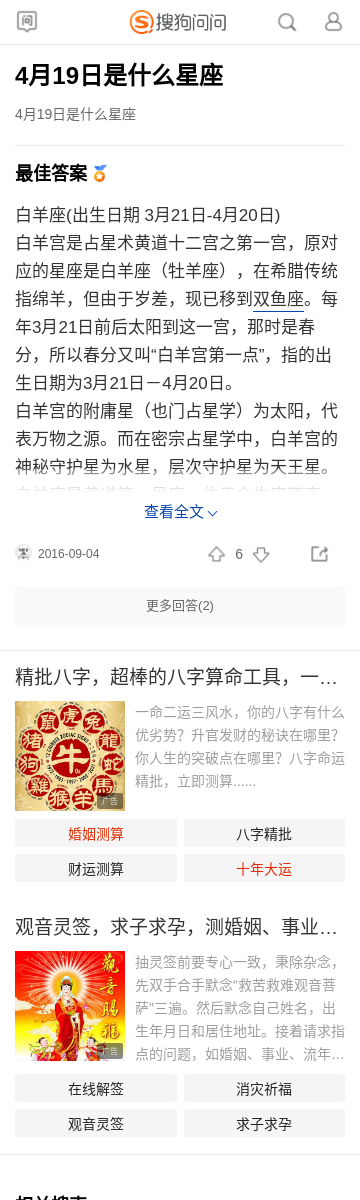 搜狗问问
4月19日是什么星座
4月19日是什么星座
最佳答案
白羊座(出生日期 3月21日-4月20日)
白羊宫是占星术黄道十二宫之第一宫，原对
应的星座是白羊座（牡羊座），在希腊传统
指绵羊，但由于岁差，现已移到双鱼座。每
年3月21日前后太阳到这一宫，那时是春
分，所以春分又叫“白羊宫第一点”，指的出
生日期为3月21日－4月20日。
白羊宫的附庸星（也门占星学）为太阳，代
表万物之源。而在密宗占星学中，白羊宫的
神秘守护星为水星，层次守护星为天王星。
查看全文
2016-09-04
6
更多回答(2)
精批八字，超棒的八字算命工具，一…
一命二运三风水，你的八字有什么
优劣势？升官发财的秘诀在哪里？
你人生的突破点在哪里？八字命运
精批，立即测算......
鼠虎兔龍蛇馬羊猴雞狗猪
牛
广告
婚姻测算
八字精批
财运测算
十年大运
观音灵签，求子求孕，测婚姻、事业…
抽灵签前要专心一致，秉除杂念，
先双手合手默念“救苦救难观音菩
萨”三遍。然后默念自己姓名，出
生年月日和居住地址。接着请求指
点的问题，如婚姻、事业、流年…
觀音賜福
广告
在线解签
消灾祈福
观音灵签
求子求孕